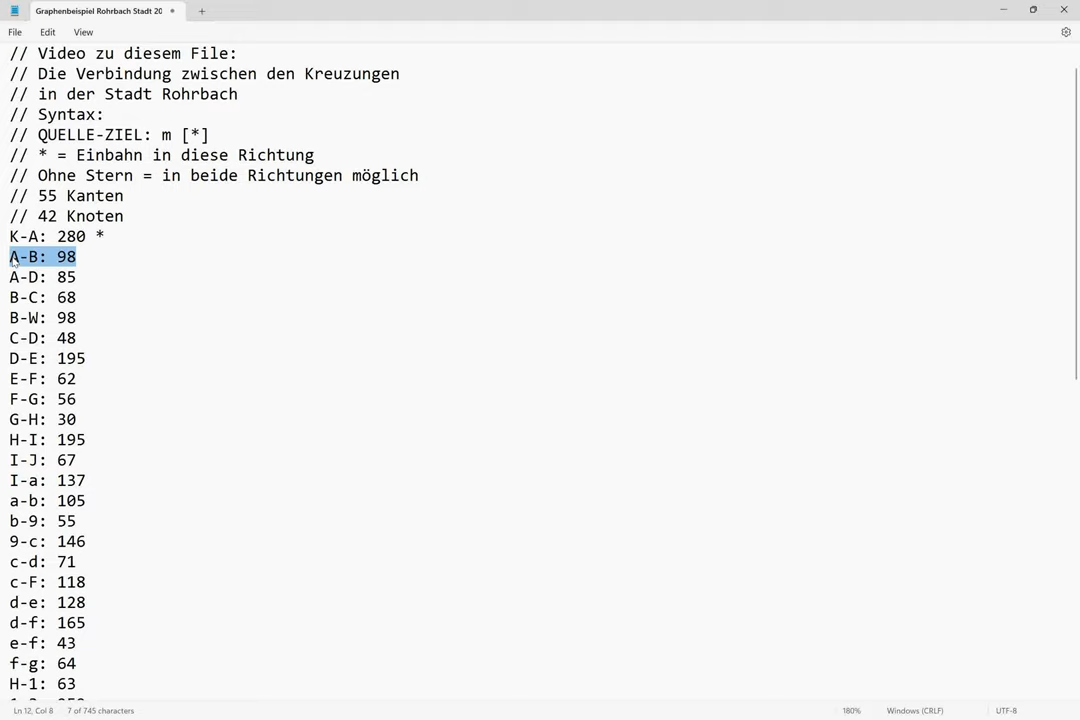 Graphenbeispiel Rohrbach Stadt 20
File Edit View
// Video zu diesem File:
// Die Verbindung zwischen den Kreuzungen
// in der Stadt Rohrbach
// Syntax:
// QUELLE-ZIEL: m [*]
// * = Einbahn in diese Richtung
// Ohne Stern = in beide Richtungen möglich
// 55 Kanten
// 42 Knoten
K-A: 280 *
A-B: 98
A-D: 85
B-C: 68
B-W: 98
C-D: 48
D-E: 195
E-F: 62
F-G: 56
G-H: 30
H-I: 195
I-J: 67
I-a: 137
a-b: 105
b-9: 55
9-c: 146
c-d: 71
c-F: 118
d-e: 128
d-f: 165
e-f: 43
f-g: 64
H-1: 63
Ln 12, Col 8 7 of 745 characters 180% Windows (CRLF) UTF-8